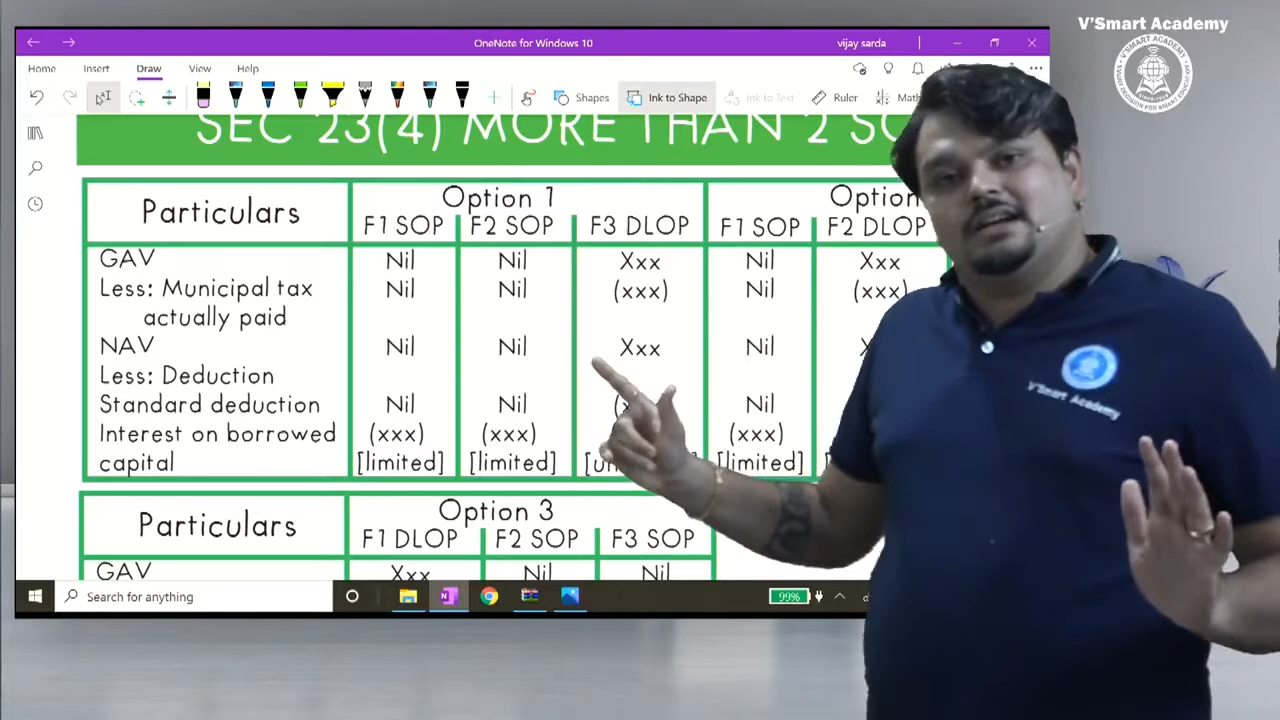 V'Smart Academy
OneNote for Windows 10
vijay sarda
Home Insert Draw View Help
Shapes Ink to Shape Ink to Text Ruler Math
SEC 23(4) MORE THAN 2
Particulars Option 1 Option
F1 SOP F2 SOP F3 DLOP F1 SOP F2 DLOP
GAV Nil Nil Xxx Nil Xxx
Less: Municipal tax Nil Nil (xxx) Nil (xxx)
actually paid
NAV Nil Nil Xxx Nil
Less: Deduction
Standard deduction Nil Nil Nil
Interest on borrowed (xxx) (xxx) (xxx)
capital [limited] [limited] [limited]
Particulars Option 3
F1 DLOP F2 SOP F3 SOP
GAV Xxx Nil Nil
Search for anything
99%
V'Smart Academy